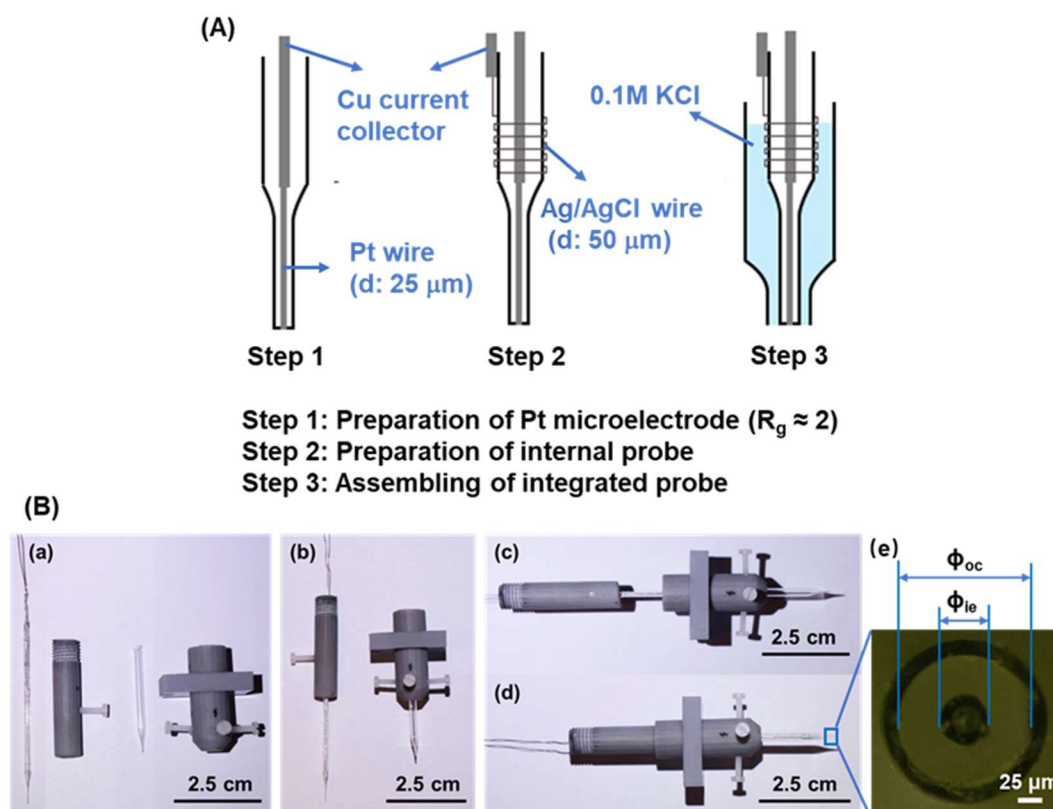 (A)
Cu current
collector
Pt wire
(d: 25 μm)
Ag/AgCl wire
(d: 50 μm)
0.1M KCl
Step 1
Step 2
Step 3
Step 1: Preparation of Pt microelectrode (Rg ≈ 2)
Step 2: Preparation of internal probe
Step 3: Assembling of integrated probe
(B)
(a)
2.5 cm
(b)
2.5 cm
(c)
2.5 cm
(d)
2.5 cm
(e)
ϕoc
ϕie
25 μm